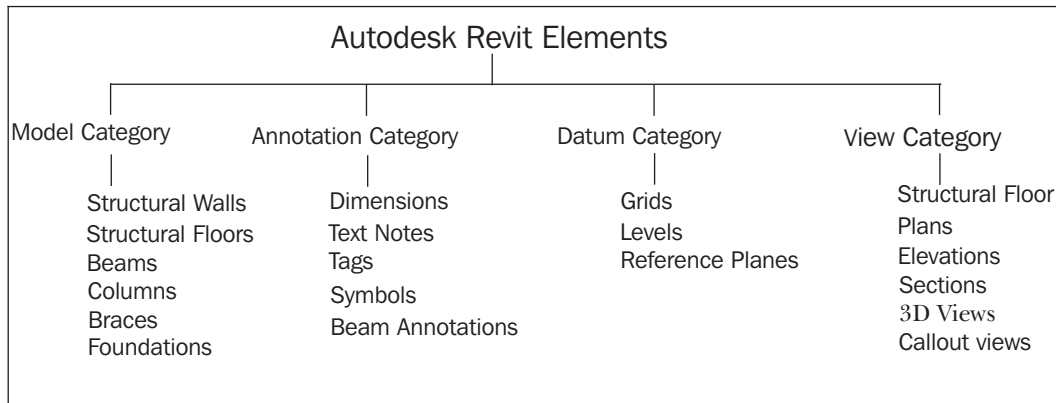 Autodesk Revit Elements
Model Category
Structural Walls
Structural Floors
Beams
Columns
Braces
Foundations
Annotation Category
Dimensions
Text Notes
Tags
Symbols
Beam Annotations
Datum Category
Grids
Levels
Reference Planes
View Category
Structural Floor
Plans
Elevations
Sections
3D Views
Callout views